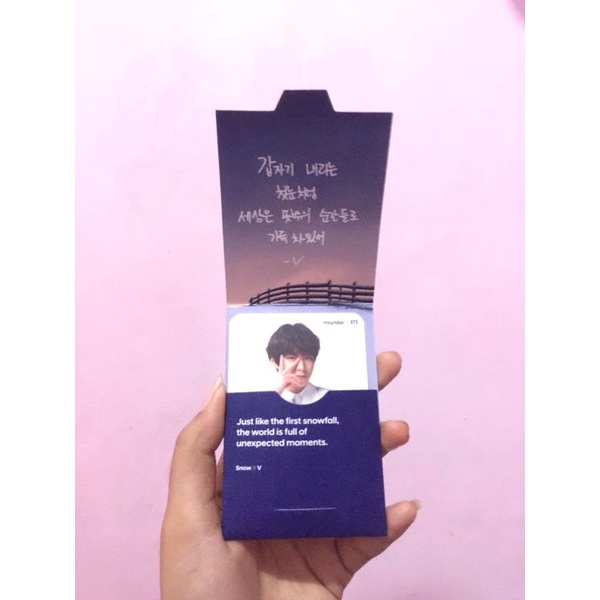 갑자기 내리는
첫눈처럼
세상은 뜻밖의 순간들로
가득 차있어
-V
HYUNDAI × BTS
Just like the first snowfall,
the world is full of
unexpected moments.
Snow × V